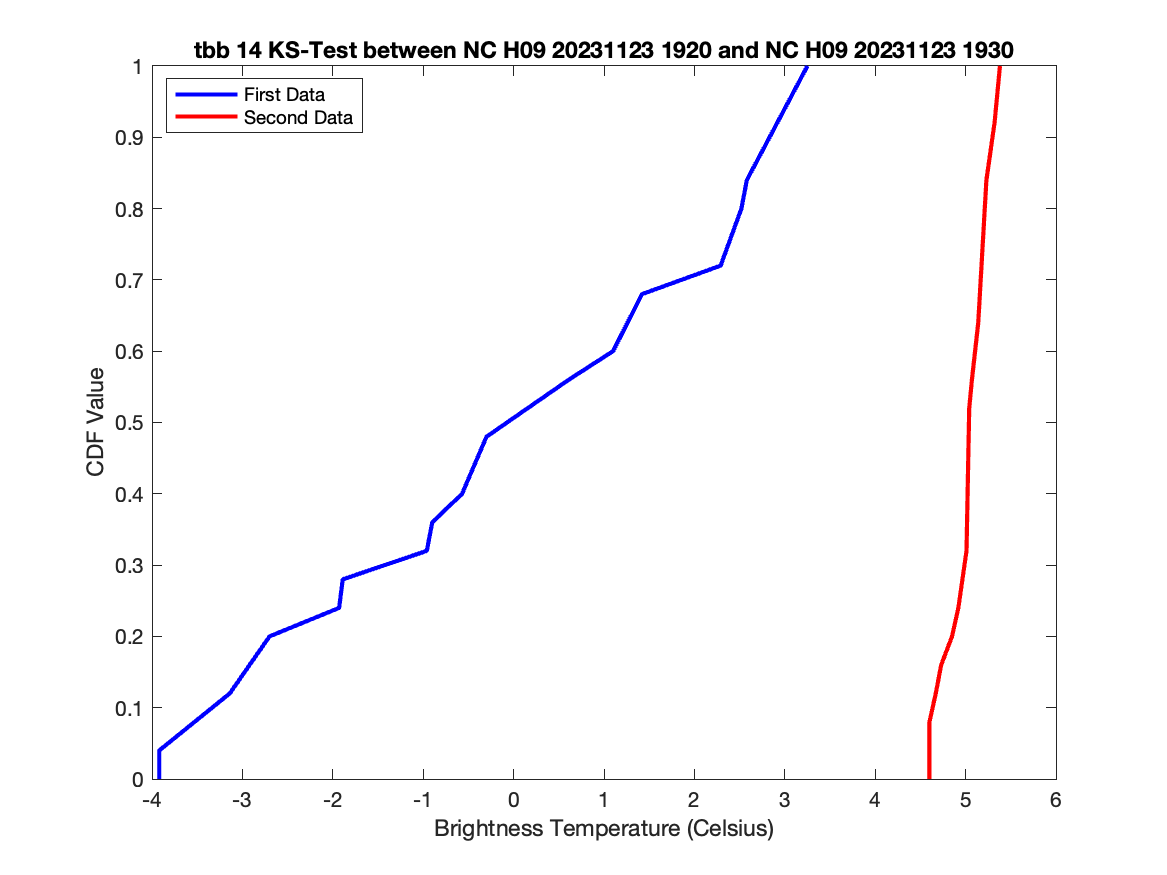 tbb 14 KS-Test between NC H09 20231123 1920 and NC H09 20231123 1930
First Data
Second Data
1
0.9
0.8
0.7
0.6
0.5
0.4
0.3
0.2
0.1
0
CDF Value
-4 -3 -2 -1 0 1 2 3 4 5 6
Brightness Temperature (Celsius)